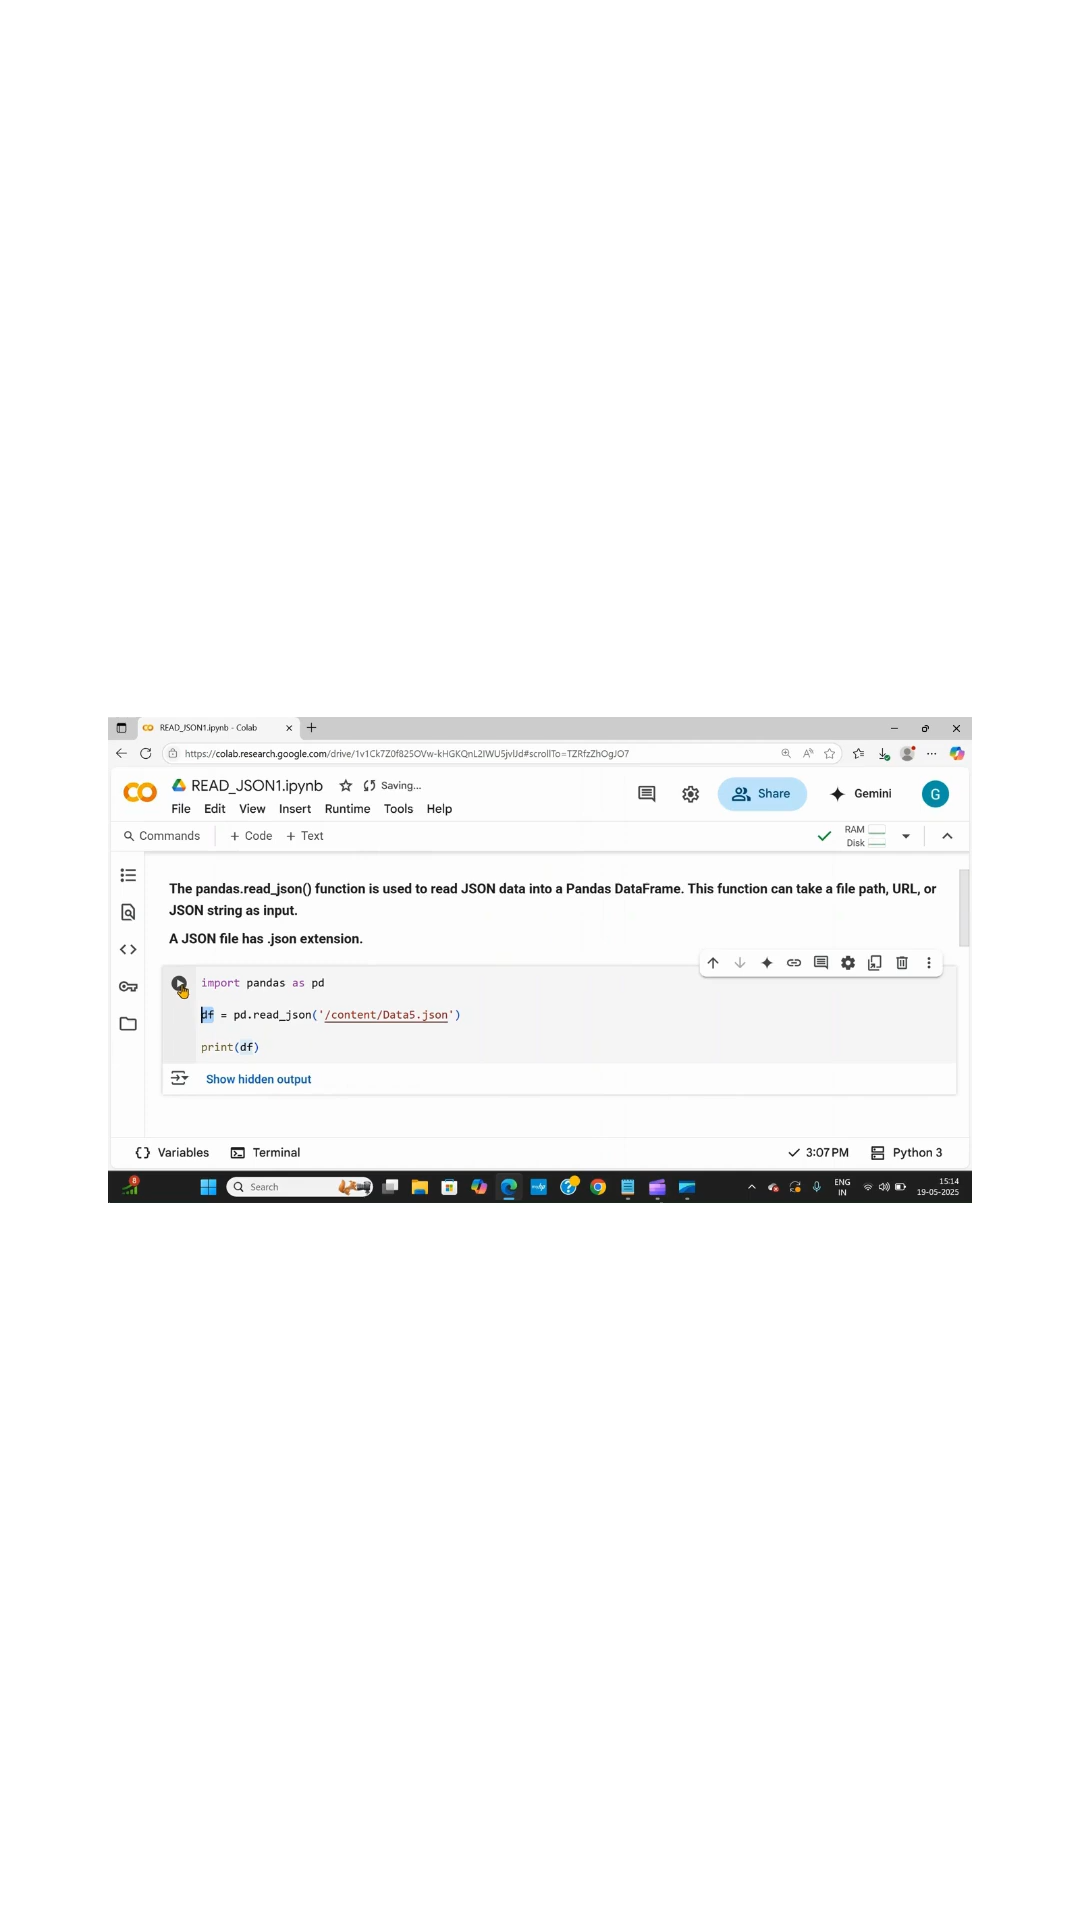 READ_JSON1.ipynb - Colab
https://colab.research.google.com/drive/1v1Ck7Z0f825OVw-kHGKQnL2IWU5jvlJd#scrollTo=TZRfzZhOgJO7
READ_JSON1.ipynb Saving...
File Edit View Insert Runtime Tools Help
Share
Gemini
G
Commands + Code + Text
RAM
Disk
The pandas.read_json() function is used to read JSON data into a Pandas DataFrame. This function can take a file path, URL, or
JSON string as input.
A JSON file has .json extension.
import pandas as pd
df = pd.read_json('/content/Data5.json')
print(df)
Show hidden output
Variables Terminal 3:07 PM Python 3
8
Search
ENG
IN
15:14
19-05-2025